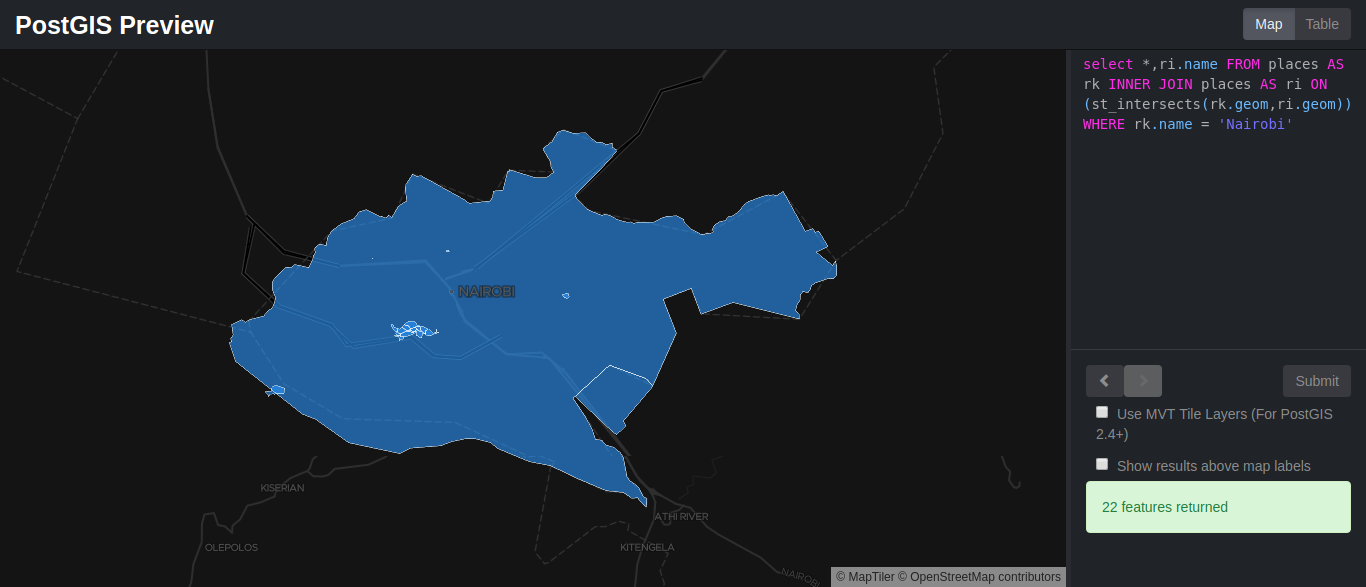 PostGIS Preview
Map
Table
select *,ri.name FROM places AS
rk INNER JOIN places AS ri ON
(st_intersects(rk.geom,ri.geom))
WHERE rk.name = 'Nairobi'
NAIROBI
KISERIAN
OLEPOLOS
ATHI RIVER
KITENGELA
NAIROBI
Submit
Use MVT Tile Layers (For PostGIS
2.4+)
Show results above map labels
22 features returned
© MapTiler © OpenStreetMap contributors